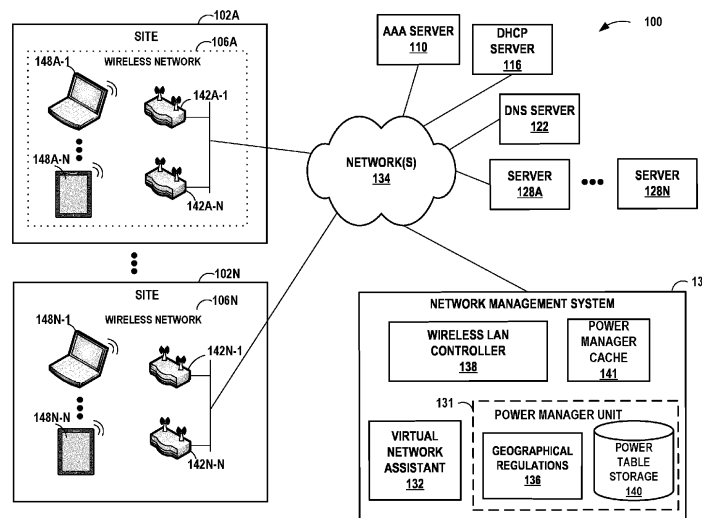 100
102A
SITE
106A
WIRELESS NETWORK
148A-1
142A-1
148A-N
142A-N
AAA SERVER
110
DHCP
SERVER
116
DNS SERVER
122
NETWORK(S)
134
SERVER
128A
SERVER
128N
102N
SITE
106N
WIRELESS NETWORK
148N-1
142N-1
148N-N
142N-N
NETWORK MANAGEMENT SYSTEM
WIRELESS LAN
CONTROLLER
138
POWER
MANAGER
CACHE
141
131
POWER MANAGER UNIT
VIRTUAL
NETWORK
ASSISTANT
132
GEOGRAPHICAL
REGULATIONS
136
POWER
TABLE
STORAGE
140